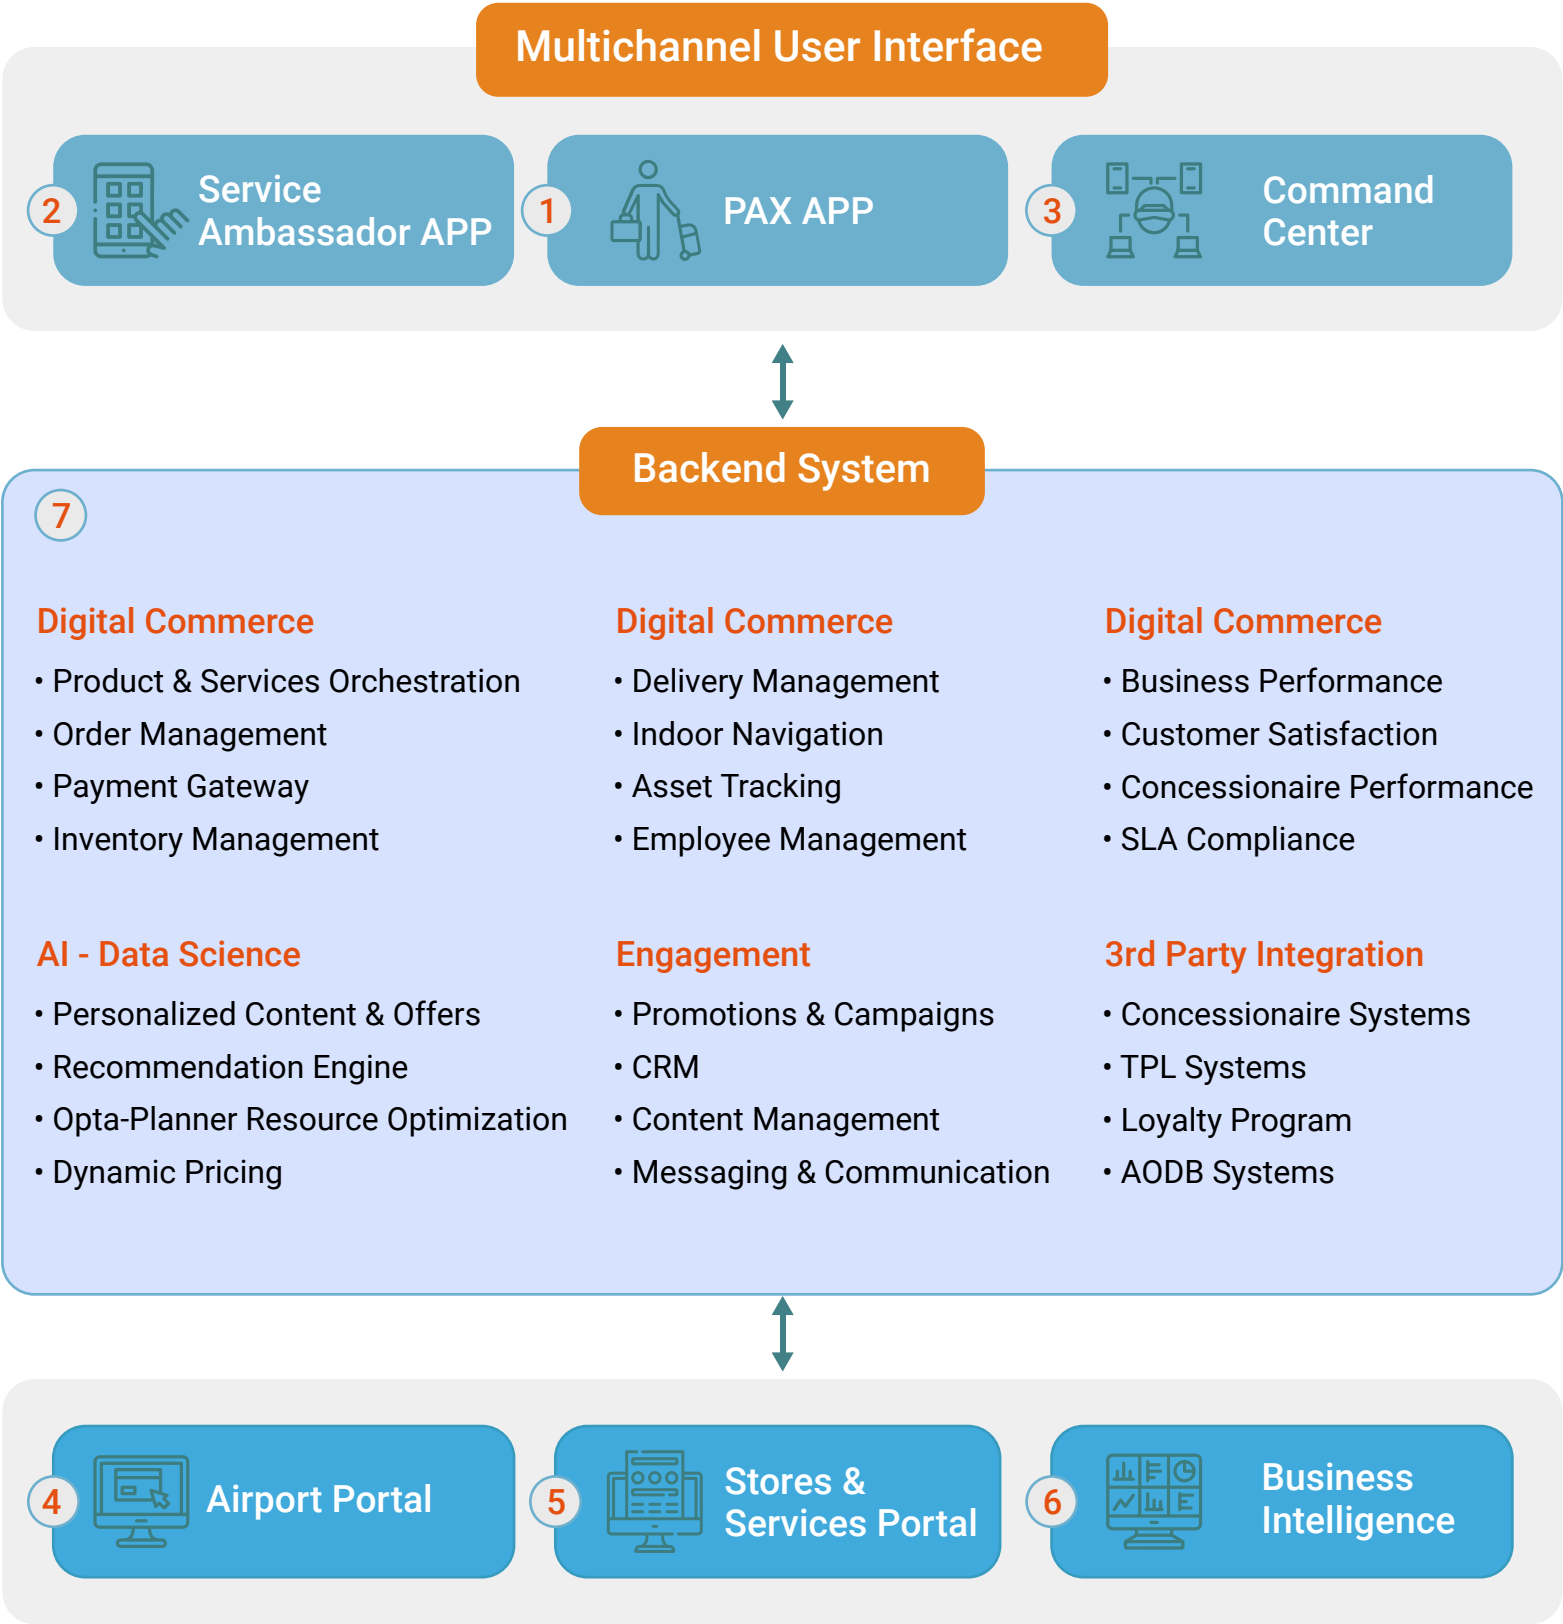 Multichannel User Interface
2
Service
Ambassador APP
1
PAX APP
3
Command
Center
Backend System
7
Digital Commerce
• Product & Services Orchestration
• Order Management
• Payment Gateway
• Inventory Management
Digital Commerce
• Delivery Management
• Indoor Navigation
• Asset Tracking
• Employee Management
Digital Commerce
• Business Performance
• Customer Satisfaction
• Concessionaire Performance
• SLA Compliance
AI - Data Science
• Personalized Content & Offers
• Recommendation Engine
• Opta-Planner Resource Optimization
• Dynamic Pricing
Engagement
• Promotions & Campaigns
• CRM
• Content Management
• Messaging & Communication
3rd Party Integration
• Concessionaire Systems
• TPL Systems
• Loyalty Program
• AODB Systems
4
Airport Portal
5
Stores &
Services Portal
6
Business
Intelligence